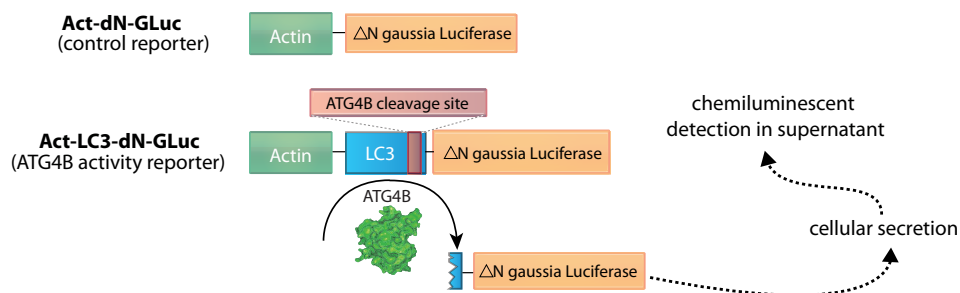 Act-dN-GLuc
(control reporter)
Actin
△N gaussia Luciferase
ATG4B cleavage site
Act-LC3-dN-GLuc
(ATG4B activity reporter)
Actin
LC3
△N gaussia Luciferase
chemiluminescent
detection in supernatant
ATG4B
cellular secretion
△N gaussia Luciferase